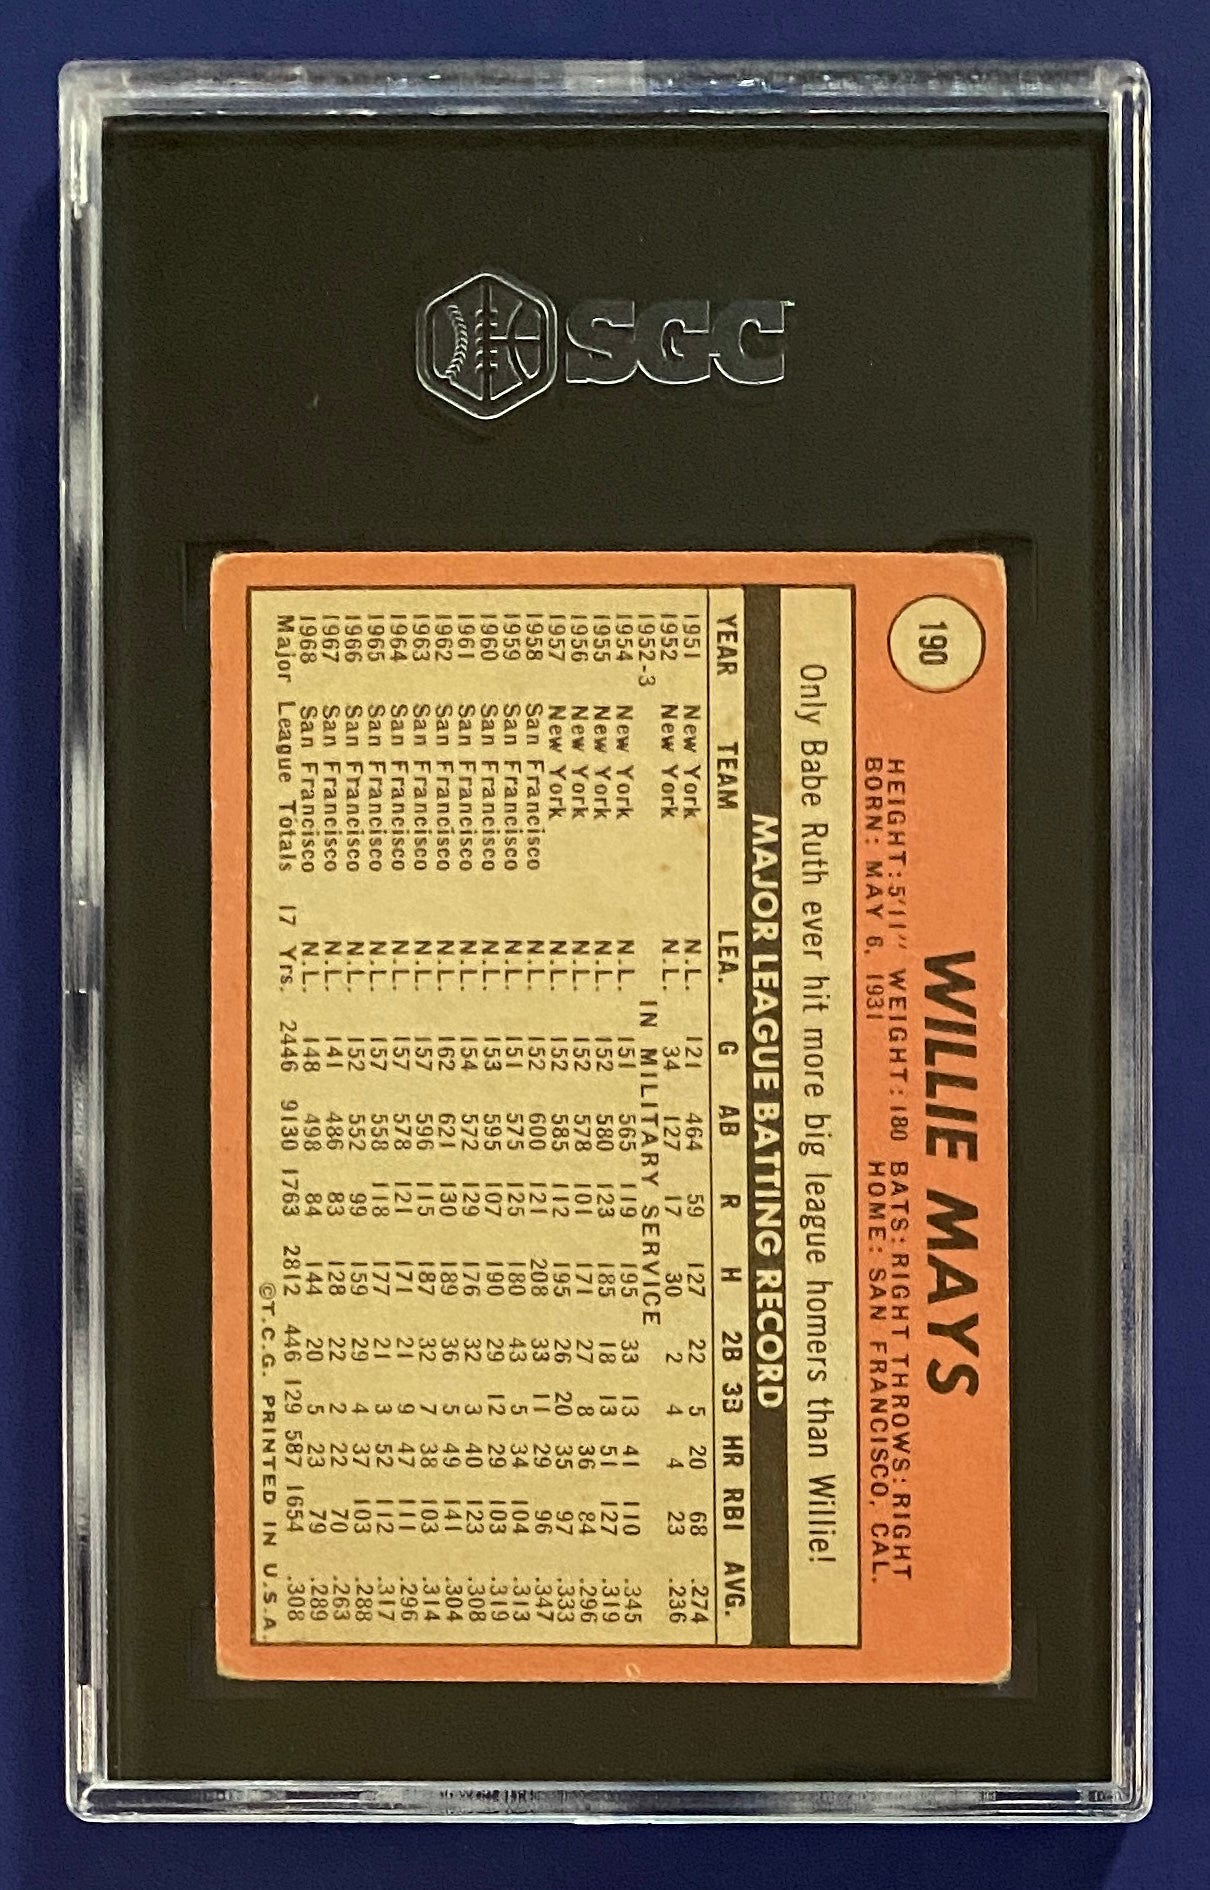 SGC
190
WILLIE MAYS
HEIGHT: 5'11" WEIGHT: 180 BATS: RIGHT THROWS: RIGHT
BORN: MAY 6, 1931 HOME: SAN FRANCISCO, CAL.
Only Babe Ruth ever hit more big league homers than Willie!
MAJOR LEAGUE BATTING RECORD
YEAR TEAM LEA. G AB R H 2B 3B HR RBI AVG.
1951 New York N.L. 121 464 59 127 22 5 20 68 .274
1952 New York N.L. 34 127 17 30 2 4 4 23 .236
1952-3 IN MILITARY SERVICE
1954 New York N.L. 151 565 119 195 33 13 41 110 .345
1955 New York N.L. 152 580 123 185 18 13 51 127 .319
1956 New York N.L. 152 578 101 171 27 8 36 84 .296
1957 New York N.L. 152 585 112 195 26 20 35 97 .333
1958 San Francisco N.L. 152 600 121 208 33 11 29 96 .347
1959 San Francisco N.L. 151 575 125 180 43 5 34 104 .313
1960 San Francisco N.L. 153 595 107 190 29 12 29 103 .319
1961 San Francisco N.L. 154 572 129 176 32 3 40 123 .308
1962 San Francisco N.L. 162 621 130 189 36 5 49 141 .304
1963 San Francisco N.L. 157 596 115 187 32 7 38 103 .314
1964 San Francisco N.L. 157 578 121 171 21 9 47 111 .296
1965 San Francisco N.L. 157 558 118 177 21 3 52 112 .317
1966 San Francisco N.L. 152 552 99 159 29 4 37 103 .288
1967 San Francisco N.L. 141 486 83 128 22 2 22 70 .263
1968 San Francisco N.L. 148 498 84 144 20 5 23 79 .289
Major League Totals 17 Yrs. 2446 9130 1763 2812 446 129 587 1654 .308
©T.C.G. PRINTED IN U.S.A.